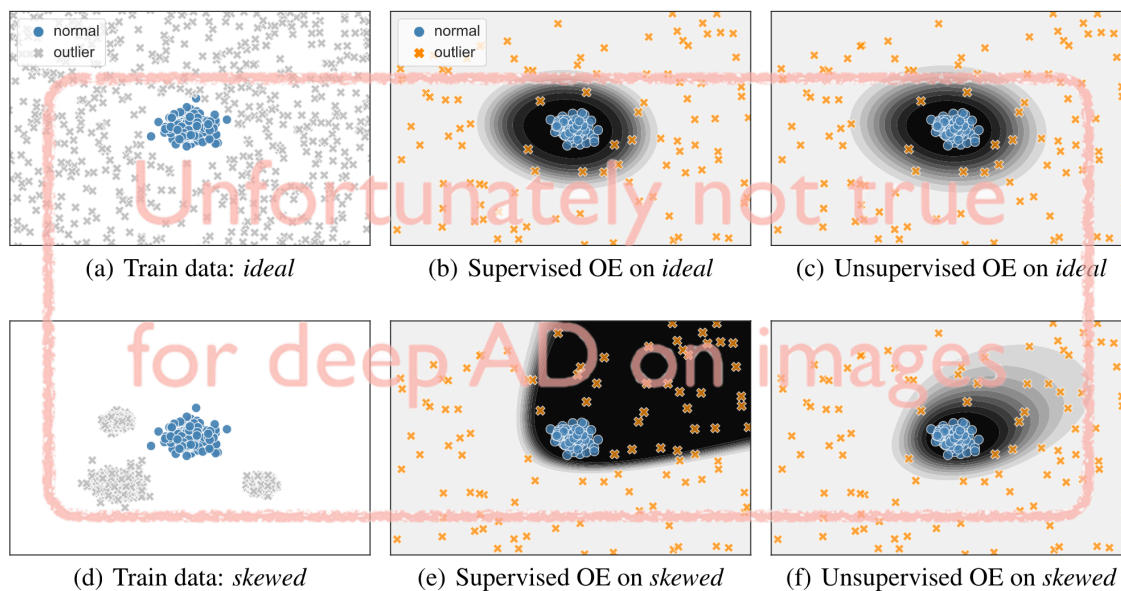 normal
outlier
normal
outlier
Unfortunately not true
(a) Train data: ideal
(b) Supervised OE on ideal
(c) Unsupervised OE on ideal
for deep AD on images
(d) Train data: skewed
(e) Supervised OE on skewed
(f) Unsupervised OE on skewed